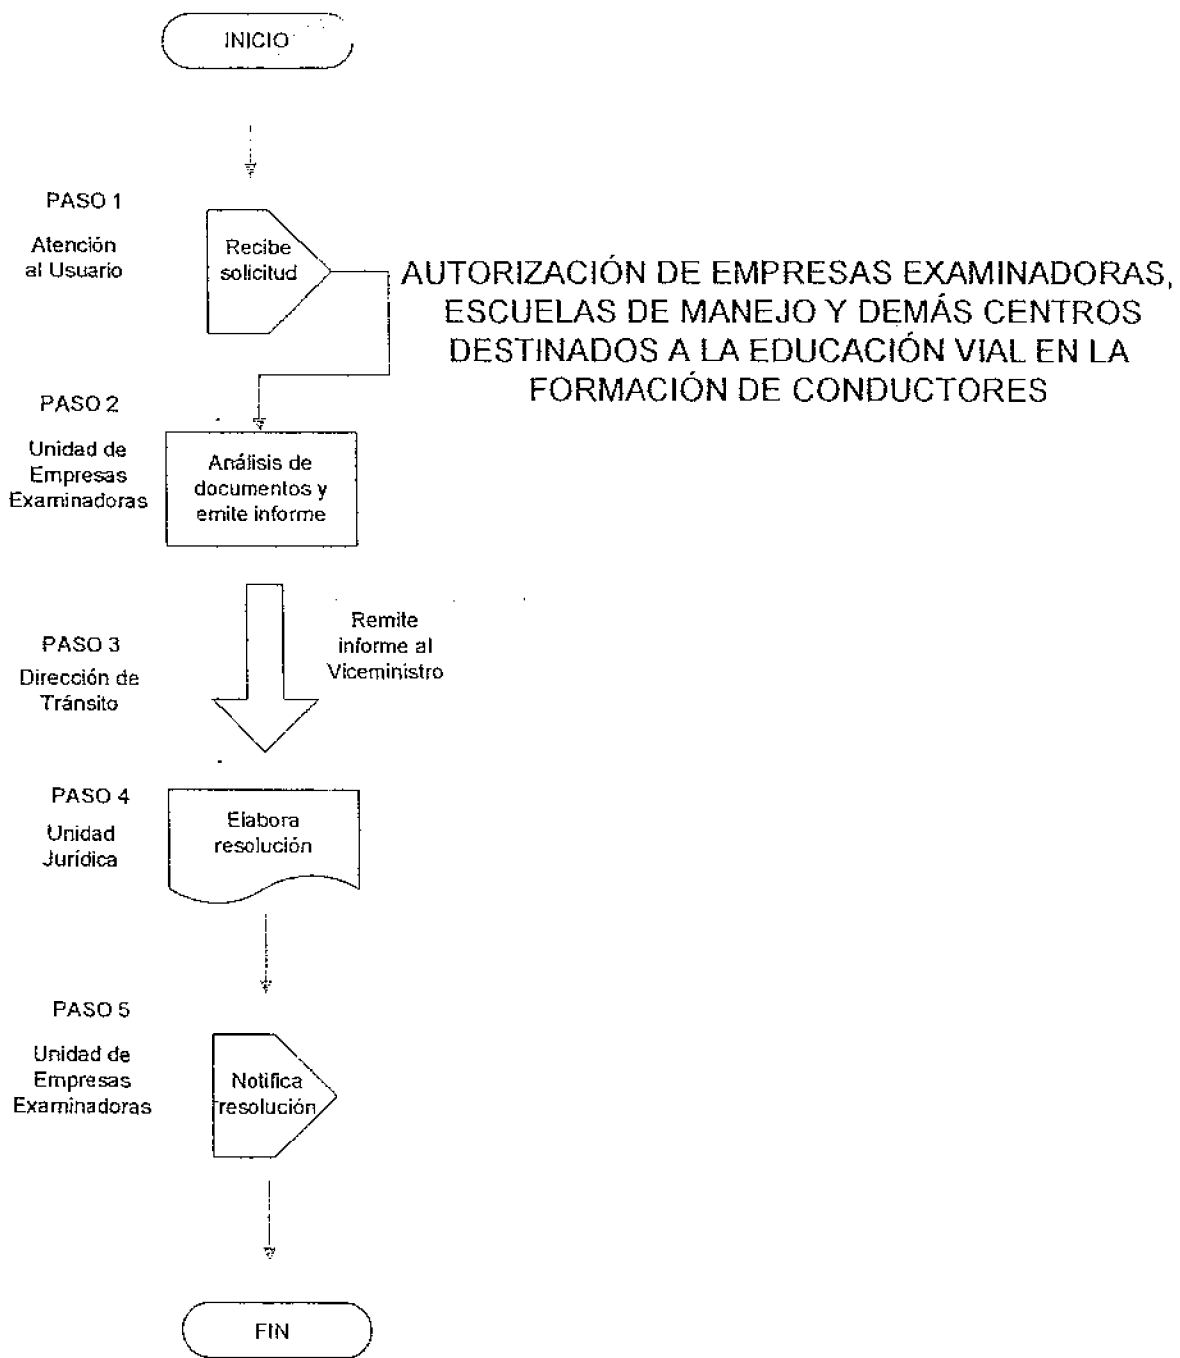 INICIO
PASO 1
Atención
al Usuario
Recibe
solicitud
AUTORIZACIÓN DE EMPRESAS EXAMINADORAS,
ESCUELAS DE MANEJO Y DEMÁS CENTROS
DESTINADOS A LA EDUCACIÓN VIAL EN LA
FORMACIÓN DE CONDUCTORES
PASO 2
Unidad de
Empresas
Examinadoras
Análisis de
documentos y
emite informe
PASO 3
Dirección de
Tránsito
Remite
informe al
Viceministro
PASO 4
Unidad
Jurídica
Elabora
resolución
PASO 5
Unidad de
Empresas
Examinadoras
Notifica
resolución
FIN